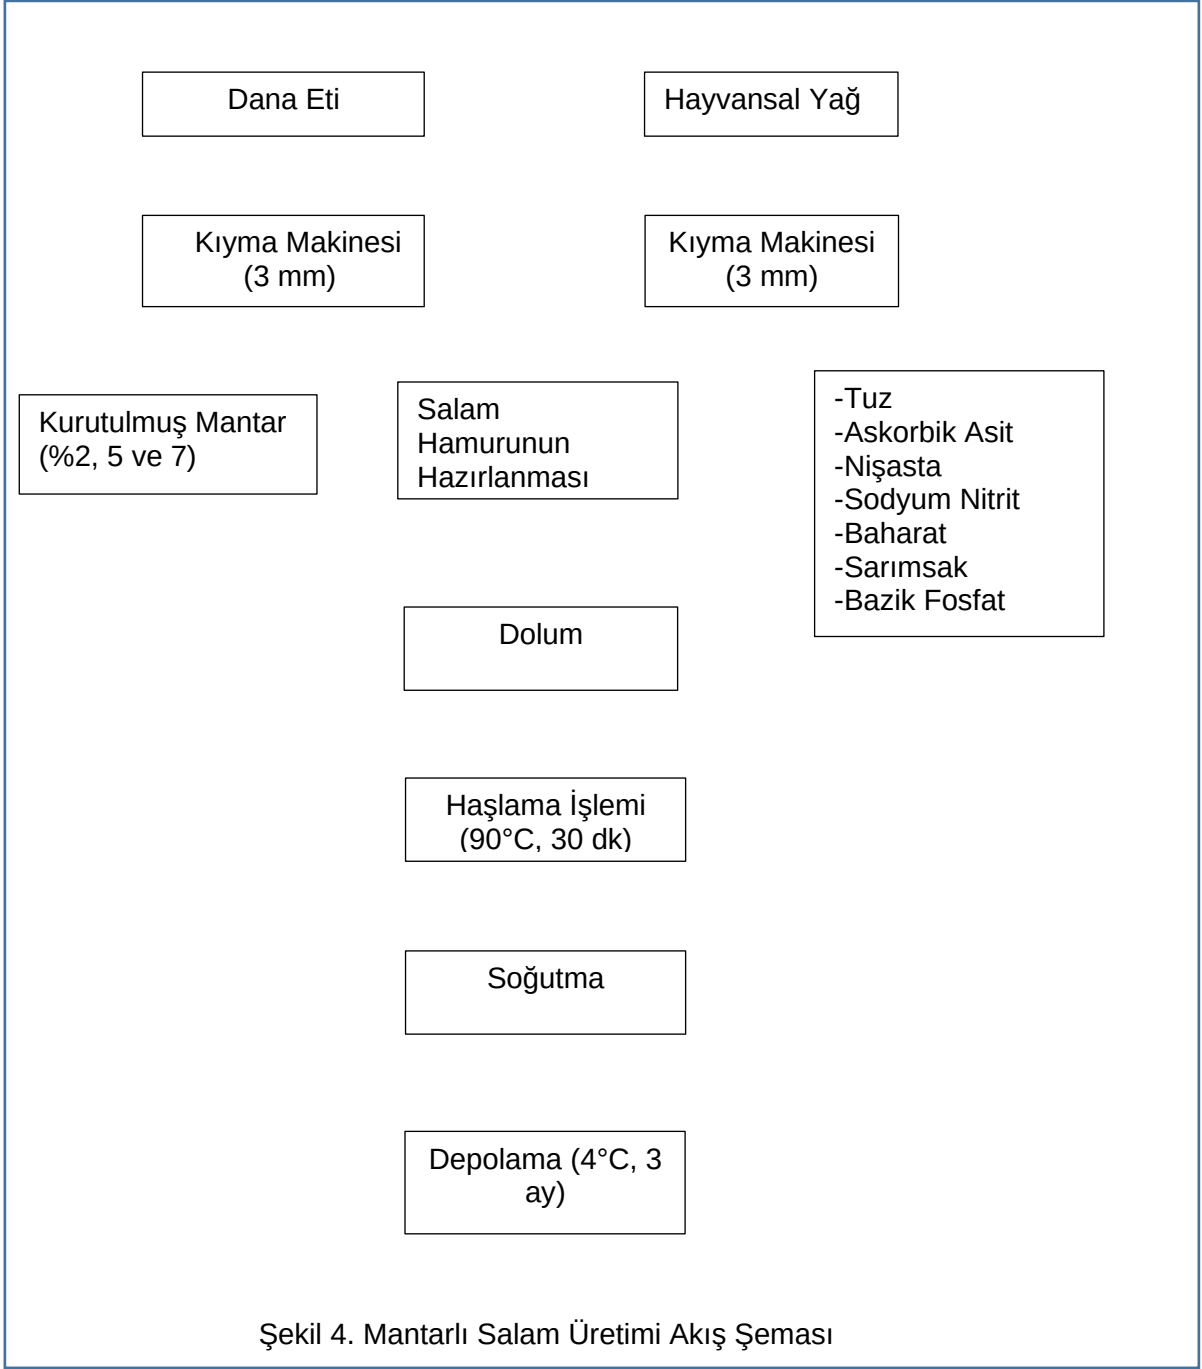 Dana Eti
Hayvansal Yağ
Kıyma Makinesi
(3 mm)
Kıyma Makinesi
(3 mm)
Kurutulmuş Mantar
(%2, 5 ve 7)
Salam
Hamurunun
Hazırlanması
-Tuz
-Askorbik Asit
-Nişasta
-Sodyum Nitrit
-Baharat
-Sarımsak
-Bazik Fosfat
Dolum
Haşlama İşlemi
(90°C, 30 dk)
Soğutma
Depolama (4°C, 3
ay)
Şekil 4. Mantarlı Salam Üretimi Akış Şeması